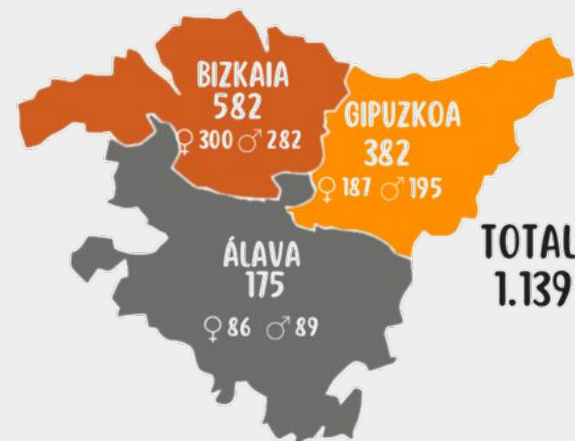 BIZKAIA
582
♀ 300 ♂ 282
GIPUZKOA
382
♀ 187 ♂ 195
ÁLAVA
175
♀ 86 ♂ 89
TOTAL
1.139